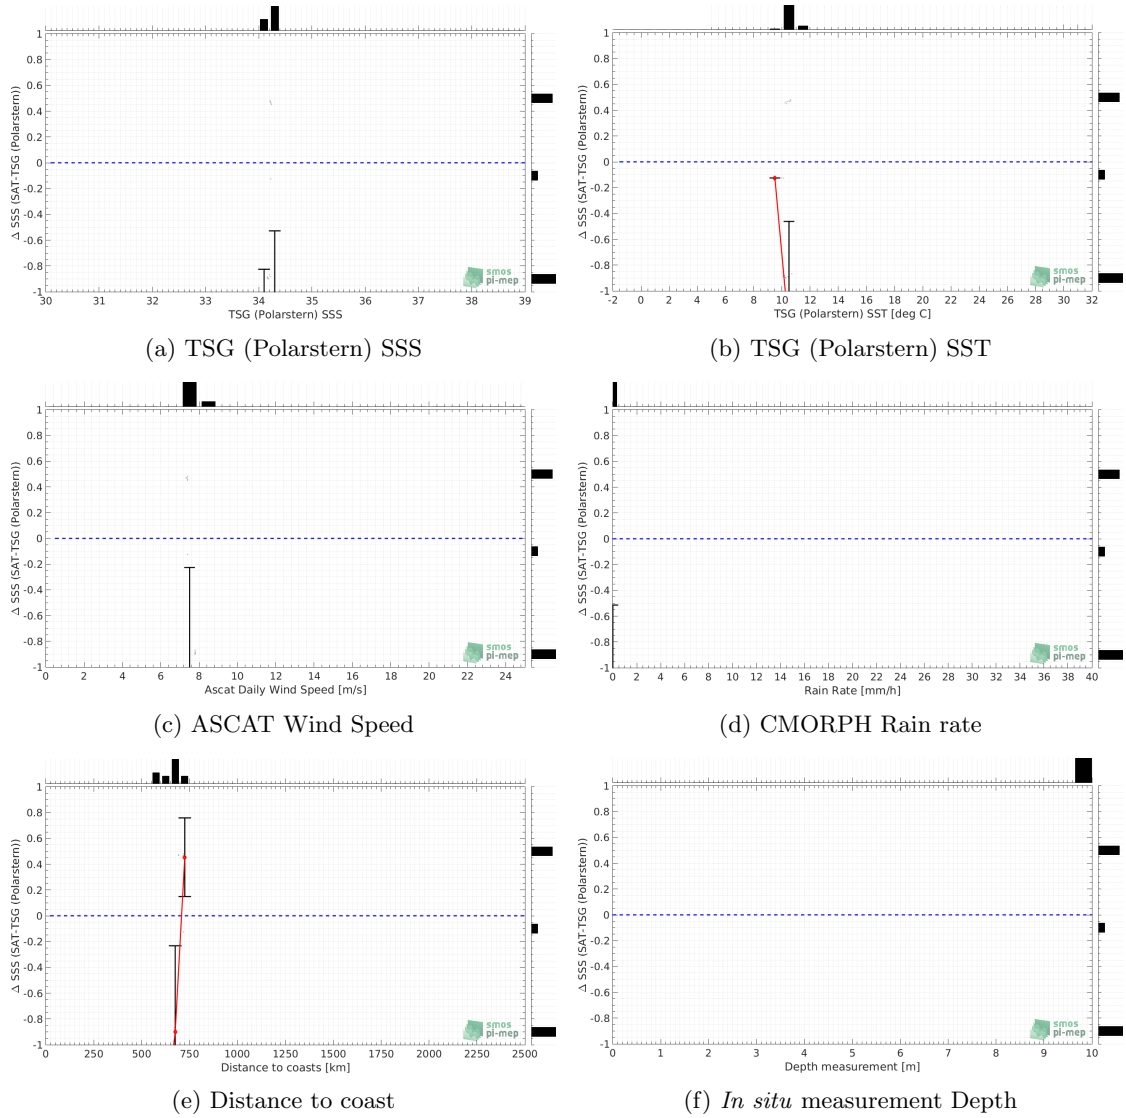 1
0.8
0.6
0.4
0.2
0
-0.2
-0.4
-0.6
-0.8
-1
Δ SSS (SAT-TSG (Polarstern))
smos
pi-mep
30 31 32 33 34 35 36 37 38 39
TSG (Polarstern) SSS
(a) TSG (Polarstern) SSS
1
0.8
0.6
0.4
0.2
0
-0.2
-0.4
-0.6
-0.8
-1
Δ SSS (SAT-TSG (Polarstern))
smos
pi-mep
-2 0 2 4 6 8 10 12 14 16 18 20 22 24 26 28 30 32
TSG (Polarstern) SST [deg C]
(b) TSG (Polarstern) SST
1
0.8
0.6
0.4
0.2
0
-0.2
-0.4
-0.6
-0.8
-1
Δ SSS (SAT-TSG (Polarstern))
smos
pi-mep
0 2 4 6 8 10 12 14 16 18 20 22 24
Ascat Daily Wind Speed [m/s]
(c) ASCAT Wind Speed
1
0.8
0.6
0.4
0.2
0
-0.2
-0.4
-0.6
-0.8
-1
Δ SSS (SAT-TSG (Polarstern))
smos
pi-mep
0 2 4 6 8 10 12 14 16 18 20 22 24 26 28 30 32 34 36 38 40
Rain Rate [mm/h]
(d) CMORPH Rain rate
1
0.8
0.6
0.4
0.2
0
-0.2
-0.4
-0.6
-0.8
-1
Δ SSS (SAT-TSG (Polarstern))
smos
pi-mep
0 250 500 750 1000 1250 1500 1750 2000 2250 2500
Distance to coasts [km]
(e) Distance to coast
1
0.8
0.6
0.4
0.2
0
-0.2
-0.4
-0.6
-0.8
-1
Δ SSS (SAT-TSG (Polarstern))
smos
pi-mep
0 1 2 3 4 5 6 7 8 9 10
Depth measurement [m]
(f) In situ measurement Depth